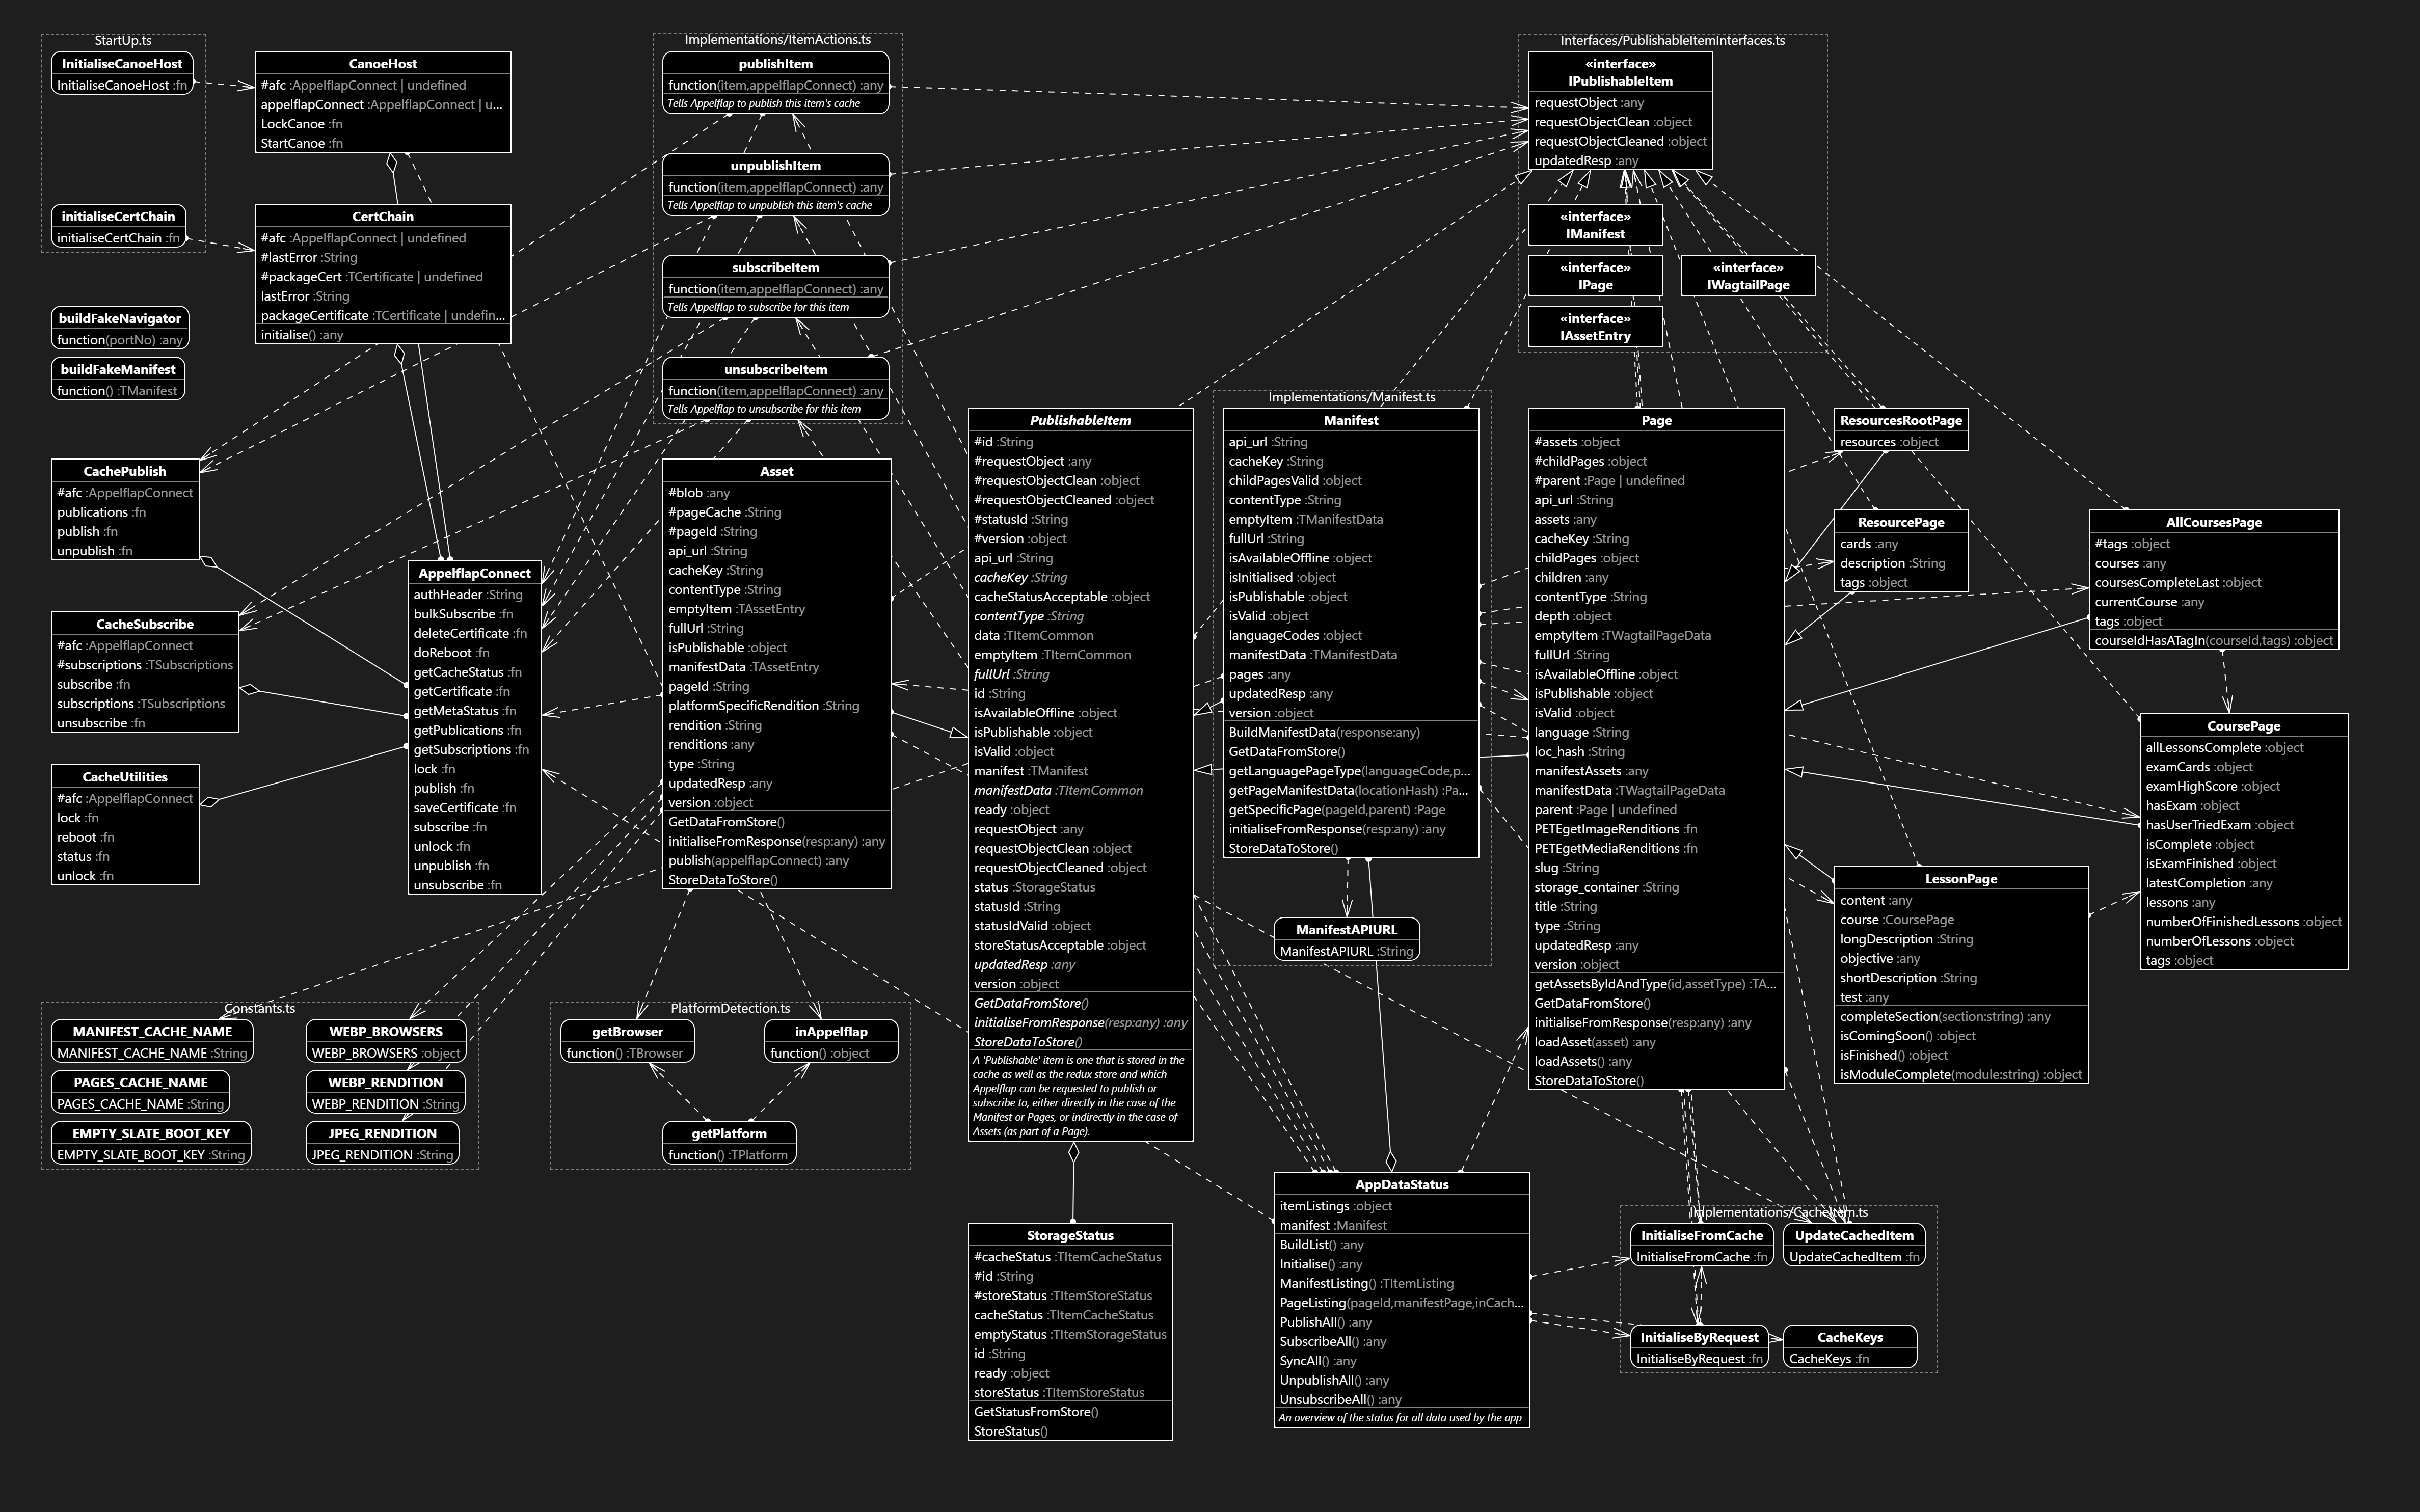 StartUp.ts
InitialiseCanoeHost
InitialiseCanoeHost :fn
initialiseCertChain
initialiseCertChain :fn
CanoeHost
#afc :AppelflapConnect | undefined
appelflapConnect :AppelflapConnect | u...
LockCanoe :fn
StartCanoe :fn
CertChain
#afc :AppelflapConnect | undefined
#lastError :String
#packageCert :TCertificate | undefined
lastError :String
packageCertificate :TCertificate | undefin...
initialise() :any
buildFakeNavigator
function(portNo) :any
buildFakeManifest
function() :TManifest
CachePublish
#afc :AppelflapConnect
publications :fn
publish :fn
unpublish :fn
CacheSubscribe
#afc :AppelflapConnect
#subscriptions :TSubscriptions
subscribe :fn
subscriptions :TSubscriptions
unsubscribe :fn
CacheUtilities
#afc :AppelflapConnect
lock :fn
reboot :fn
status :fn
unlock :fn
AppelflapConnect
authHeader :String
bulkSubscribe :fn
deleteCertificate :fn
doReboot :fn
getCacheStatus :fn
getCertificate :fn
getMetaStatus :fn
getPublications :fn
getSubscriptions :fn
lock :fn
publish :fn
saveCertificate :fn
subscribe :fn
unlock :fn
unpublish :fn
unsubscribe :fn
Implementations/ItemActions.ts
publishItem
function(item,appelflapConnect) :any
Tells Appelflap to publish this item's cache
unpublishItem
function(item,appelflapConnect) :any
Tells Appelflap to unpublish this item's cache
subscribeItem
function(item,appelflapConnect) :any
Tells Appelflap to subscribe for this item
unsubscribeItem
function(item,appelflapConnect) :any
Tells Appelflap to unsubscribe for this item
Asset
#blob :any
#pageCache :String
#pageId :String
api_url :String
cacheKey :String
contentType :String
emptyItem :TAssetEntry
fullUrl :String
isPublishable :object
manifestData :TAssetEntry
pageId :String
platformSpecificRendition :String
rendition :String
renditions :any
type :String
updatedResp :any
version :object
GetDataFromStore()
initialiseFromResponse(resp:any) :any
publish(appelflapConnect) :any
StoreDataToStore()
Constants.ts
MANIFEST_CACHE_NAME
MANIFEST_CACHE_NAME :String
PAGES_CACHE_NAME
PAGES_CACHE_NAME :String
EMPTY_SLATE_BOOT_KEY
EMPTY_SLATE_BOOT_KEY :String
WEBP_BROWSERS
WEBP_BROWSERS :object
WEBP_RENDITION
WEBP_RENDITION :String
JPEG_RENDITION
JPEG_RENDITION :String
PlatformDetection.ts
getBrowser
function() :TBrowser
inAppelflap
function() :object
getPlatform
function() :TPlatform
PublishableItem
#id :String
#requestObject :any
#requestObjectClean :object
#requestObjectCleaned :object
#statusId :String
#version :object
api_url :String
cacheKey :String
cacheStatusAcceptable :object
contentType :String
data :TItemCommon
emptyItem :TItemCommon
fullUrl :String
id :String
isAvailableOffline :object
isPublishable :object
isValid :object
manifest :TManifest
manifestData :TItemCommon
ready :object
requestObject :any
requestObjectClean :object
requestObjectCleaned :object
status :StorageStatus
statusId :String
statusIdValid :object
storeStatusAcceptable :object
updatedResp :any
version :object
GetDataFromStore()
initialiseFromResponse(resp:any) :any
StoreDataToStore()
A 'Publishable' item is one that is stored in the
cache as well as the redux store and which
Appelflap can be requested to publish or
subscribe to, either directly in the case of the
Manifest or Pages, or indirectly in the case of
Assets (as part of a Page).
StorageStatus
#cacheStatus :TItemCacheStatus
#id :String
#storeStatus :TItemStoreStatus
cacheStatus :TItemCacheStatus
emptyStatus :TItemStorageStatus
id :String
ready :object
storeStatus :TItemStoreStatus
GetStatusFromStore()
StoreStatus()
Implementations/Manifest.ts
Manifest
api_url :String
cacheKey :String
childPagesValid :object
contentType :String
emptyItem :TManifestData
fullUrl :String
isAvailableOffline :object
isInitialised :object
isPublishable :object
isValid :object
languageCodes :object
manifestData :TManifestData
pages :any
updatedResp :any
version :object
BuildManifestData(response:any)
GetDataFromStore()
getLanguagePageType(languageCode,p...
getPageManifestData(locationHash) :Pa...
getSpecificPage(pageId,parent) :Page
initialiseFromResponse(resp:any) :any
StoreDataToStore()
ManifestAPIURL
ManifestAPIURL :String
AppDataStatus
itemListings :object
manifest :Manifest
BuildList() :any
Initialise() :any
ManifestListing() :TItemListing
PageListing(pageId,manifestPage,inCach...
PublishAll() :any
SubscribeAll() :any
SyncAll() :any
UnpublishAll() :any
UnsubscribeAll() :any
An overview of the status for all data used by the app
Interfaces/PublishableItemInterfaces.ts
«interface»
IPublishableItem
requestObject :any
requestObjectClean :object
requestObjectCleaned :object
updatedResp :any
«interface»
IManifest
«interface»
IPage
«interface»
IWagtailPage
«interface»
IAssetEntry
Page
#assets :object
#childPages :object
#parent :Page | undefined
api_url :String
assets :any
cacheKey :String
childPages :object
children :any
contentType :String
depth :object
emptyItem :TWagtailPageData
fullUrl :String
isAvailableOffline :object
isPublishable :object
isValid :object
language :String
loc_hash :String
manifestAssets :any
manifestData :TWagtailPageData
parent :Page | undefined
PETEgetImageRenditions :fn
PETEgetMediaRenditions :fn
slug :String
storage_container :String
title :String
type :String
updatedResp :any
version :object
getAssetsByIdAndType(id,assetType) :TA...
GetDataFromStore()
initialiseFromResponse(resp:any) :any
loadAsset(asset) :any
loadAssets() :any
StoreDataToStore()
ResourcesRootPage
resources :object
ResourcePage
cards :any
description :String
tags :object
AllCoursesPage
#tags :object
courses :any
coursesCompleteLast :object
currentCourse :any
tags :object
courseIdHasATagIn(courseId,tags) :object
CoursePage
allLessonsComplete :object
examCards :object
examHighScore :object
hasExam :object
hasUserTriedExam :object
isComplete :object
isExamFinished :object
latestCompletion :any
lessons :any
numberOfFinishedLessons :object
numberOfLessons :object
tags :object
LessonPage
content :any
course :CoursePage
longDescription :String
objective :any
shortDescription :String
test :any
completeSection(section:string) :any
isComingSoon() :object
isFinished() :object
isModuleComplete(module:string) :object
Implementations/CacheItem.ts
InitialiseFromCache
InitialiseFromCache :fn
UpdateCachedItem
UpdateCachedItem :fn
InitialiseByRequest
InitialiseByRequest :fn
CacheKeys
CacheKeys :fn